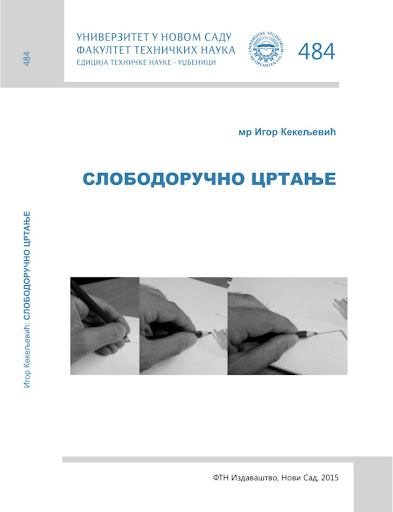 УНИВЕРЗИТЕТ У НОВОМ САДУ
ФАКУЛТЕТ ТЕХНИЧКИХ НАУКА
ЕДИЦИЈА ТЕХНИЧКЕ НАУКЕ - УЏБЕНИЦИ
484
мр Игор Кекељевић
СЛОБОДОРУЧНО ЦРТАЊЕ
ФТН Издаваштво, Нови Сад, 2015
484
Игор Кекељевић: СЛОБОДОРУЧНО ЦРТАЊЕ